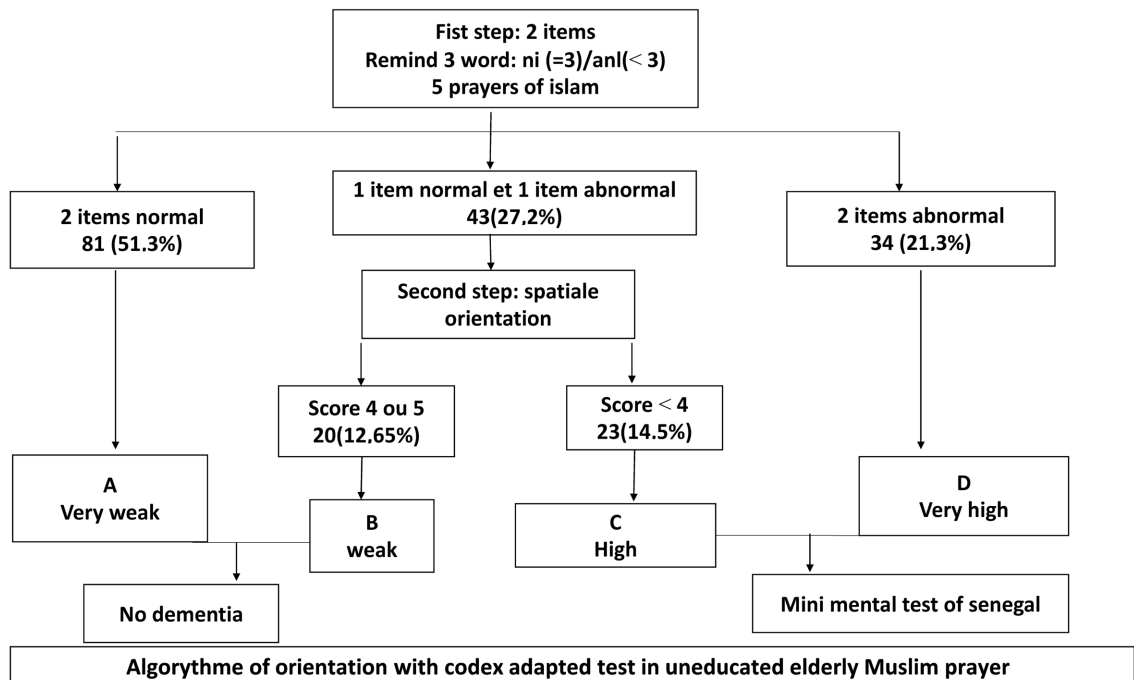 Fist step: 2 items
Remind 3 word: ni (=3)/anl(< 3)
5 prayers of islam
2 items normal
81 (51.3%)
1 item normal et 1 item abnormal
43(27,2%)
2 items abnormal
34 (21.3%)
Second step: spatiale
orientation
Score 4 ou 5
20(12,65%)
Score < 4
23(14.5%)
A
Very weak
B
weak
C
High
D
Very high
No dementia
Mini mental test of senegal
Algorythme of orientation with codex adapted test in uneducated elderly Muslim prayer